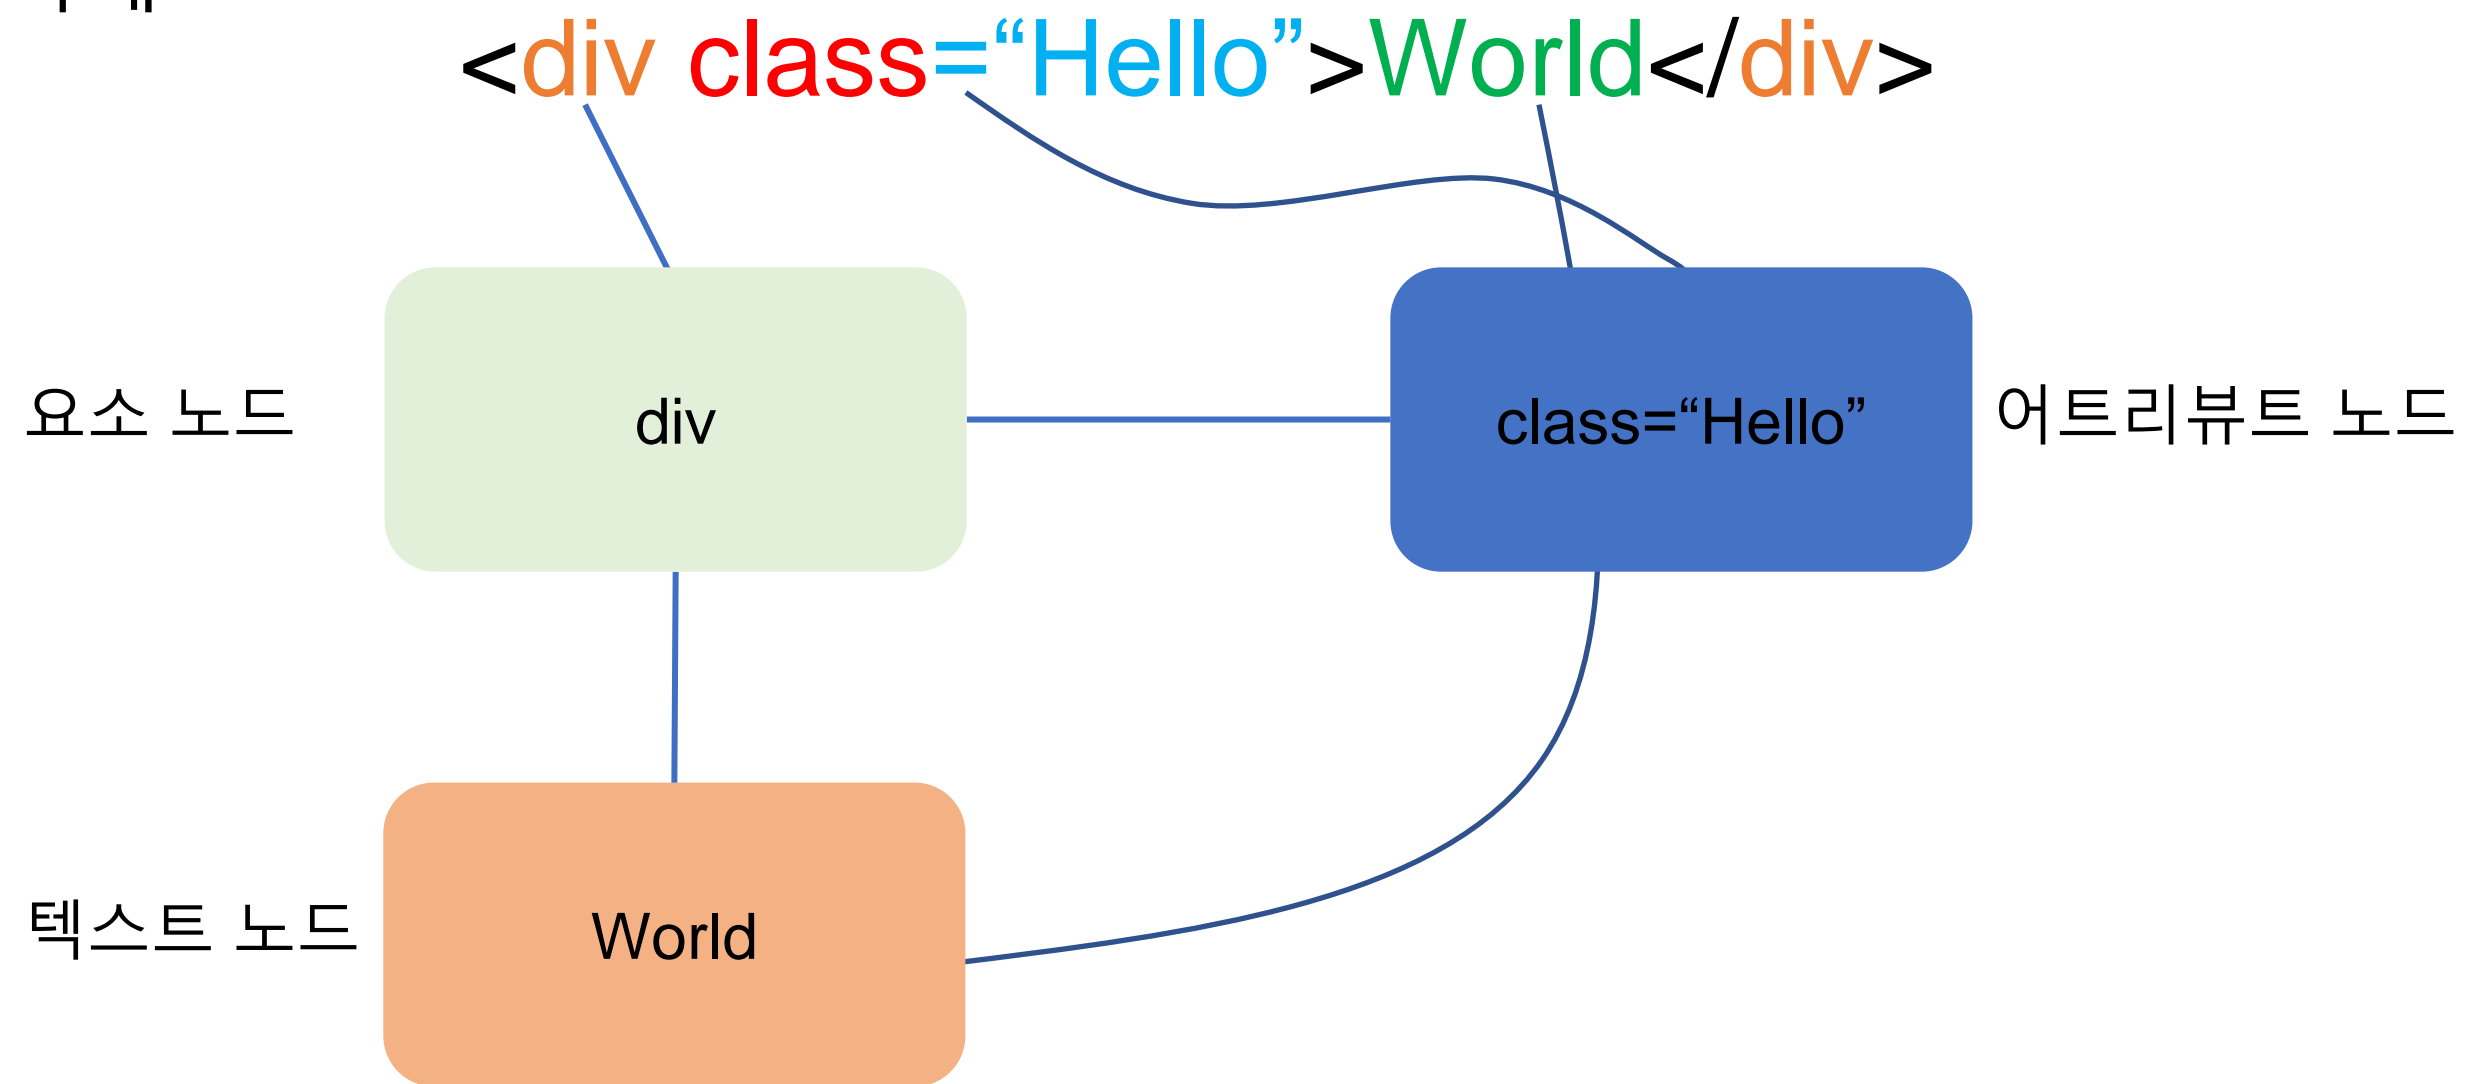 <div class=“Hello”>World</div>
요소 노드
div
class=“Hello”
어트리뷰트 노드
텍스트 노드
World